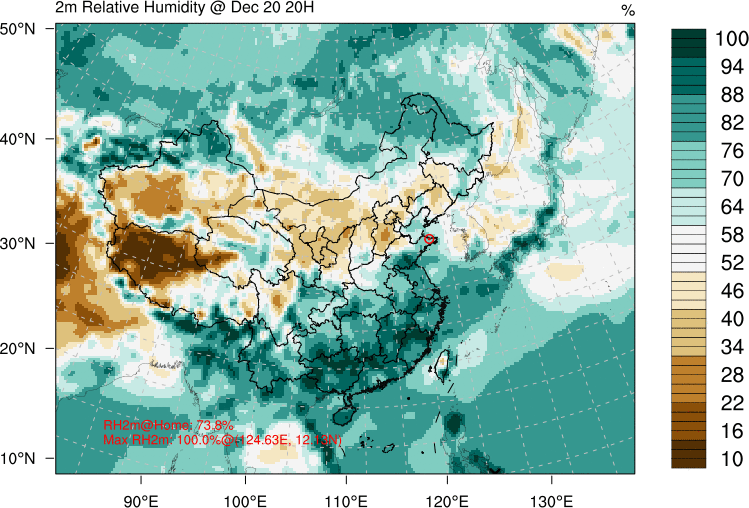 2m Relative Humidity @ Dec 20 20H
%
50°N
40°N
30°N
20°N
10°N
90°E
100°E
110°E
120°E
130°E
RH2m@Home: 73.8%
Max RH2m: 100.0%@(124.63E, 12.19N)
100
94
88
82
76
70
64
58
52
46
40
34
28
22
16
10